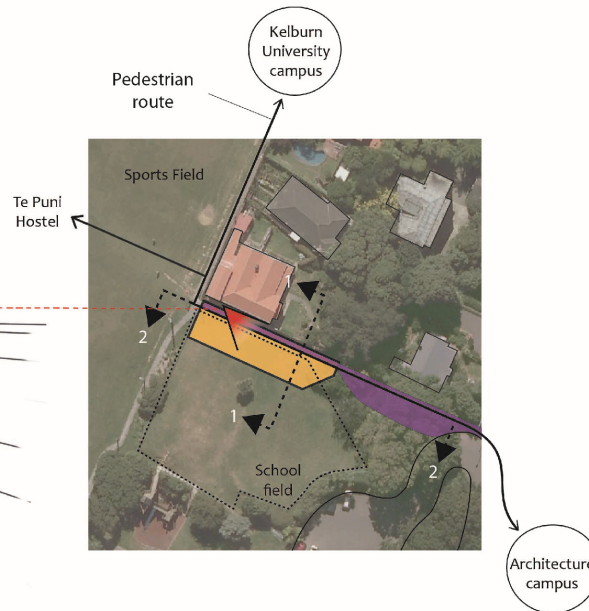 Kelburn
University
campus
Pedestrian
route
Sports Field
Te Puni
Hostel
1
2
1
2
School
field
Architecture
campus